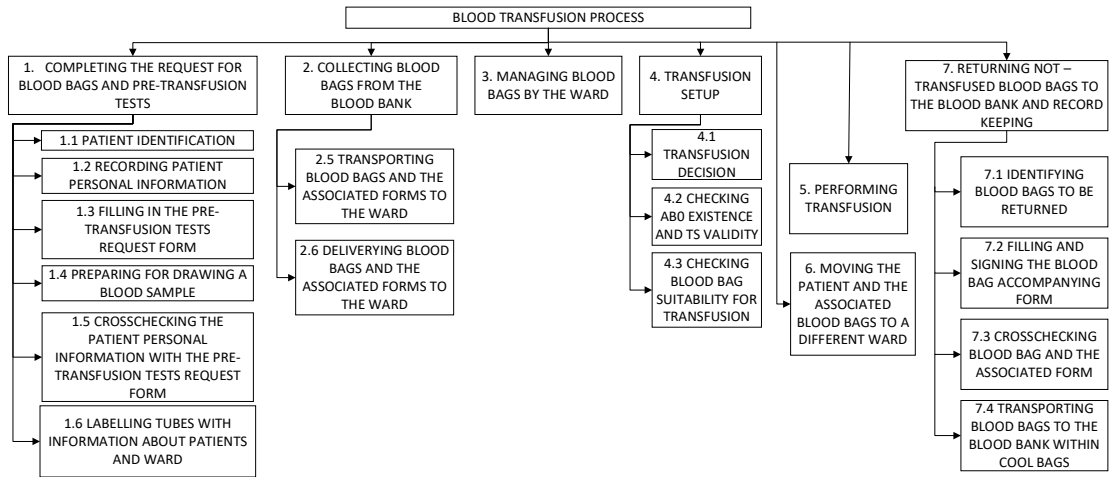 BLOOD TRANSFUSION PROCESS
1. COMPLETING THE REQUEST FOR
BLOOD BAGS AND PRE-TRANSFUSION
TESTS
1.1 PATIENT IDENTIFICATION
1.2 RECORDING PATIENT
PERSONAL INFORMATION
1.3 FILLING IN THE PRE-
TRANSFUSION TESTS
REQUEST FORM
1.4 PREPARING FOR DRAWING A
BLOOD SAMPLE
1.5 CROSSCHECKING THE
PATIENT PERSONAL
INFORMATION WITH THE PRE-
TRANSFUSION TESTS REQUEST
FORM
1.6 LABELLING TUBES WITH
INFORMATION ABOUT PATIENTS
AND WARD
2. COLLECTING BLOOD
BAGS FROM THE
BLOOD BANK
2.5 TRANSPORTING
BLOOD BAGS AND THE
ASSOCIATED FORMS TO
THE WARD
2.6 DELIVERYING BLOOD
BAGS AND THE
ASSOCIATED FORMS TO
THE WARD
3. MANAGING BLOOD
BAGS BY THE WARD
4. TRANSFUSION
SETUP
4.1
TRANSFUSION
DECISION
4.2 CHECKING
AB0 EXISTENCE
AND TS VALIDITY
4.3 CHECKING
BLOOD BAG
SUITABILITY FOR
TRANSFUSION
5. PERFORMING
TRANSFUSION
6. MOVING THE
PATIENT AND THE
ASSOCIATED
BLOOD BAGS TO A
DIFFERENT WARD
7. RETURNING NOT –
TRANSFUSED BLOOD BAGS TO
THE BLOOD BANK AND RECORD
KEEPING
7.1 IDENTIFYING
BLOOD BAGS TO BE
RETURNED
7.2 FILLING AND
SIGNING THE BLOOD
BAG ACCOMPANYING
FORM
7.3 CROSSCHECKING
BLOOD BAG AND THE
ASSOCIATED FORM
7.4 TRANSPORTING
BLOOD BAGS TO THE
BLOOD BANK WITHIN
COOL BAGS